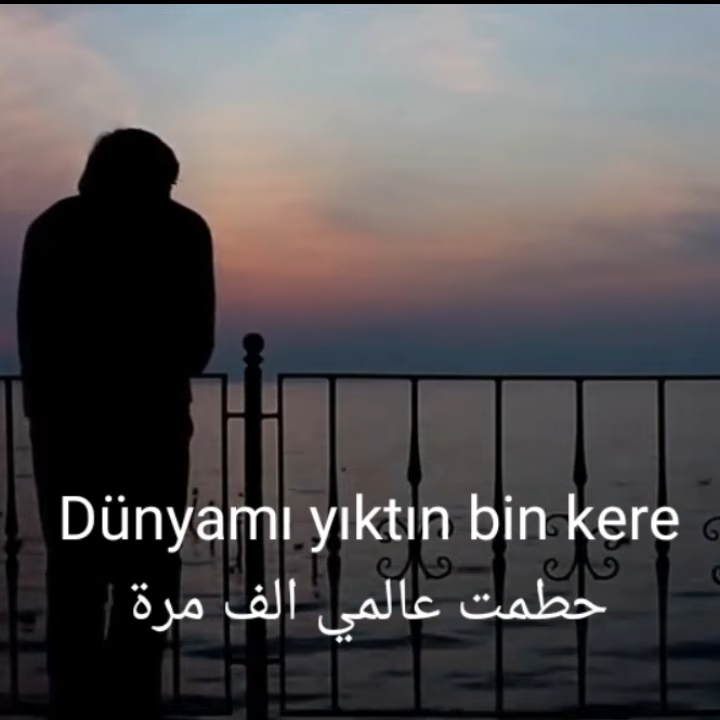 Dünyamı yıktın bin kere
حطمت عالمي الف مرة